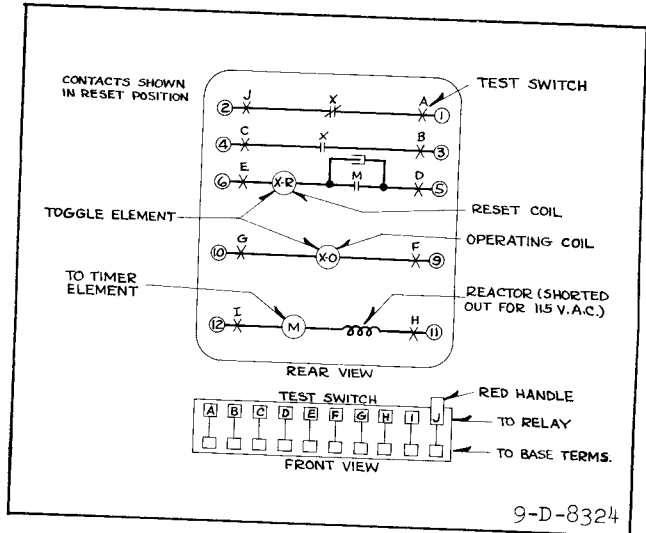 CONTACTS SHOWN
IN RESET POSITION
TEST SWITCH
2 J X A 1
4 C X B 3
6 E X-R M D 5
RESET COIL
TOGGLE ELEMENT
OPERATING COIL
10 G X-O F 9
TO TIMER
ELEMENT
REACTOR (SHORTED
OUT FOR 115 V.A.C.)
12 I M H 11
REAR VIEW
TEST SWITCH
RED HANDLE
A B C D E F G H I J
TO RELAY
TO BASE TERMS.
FRONT VIEW
9-D-8324